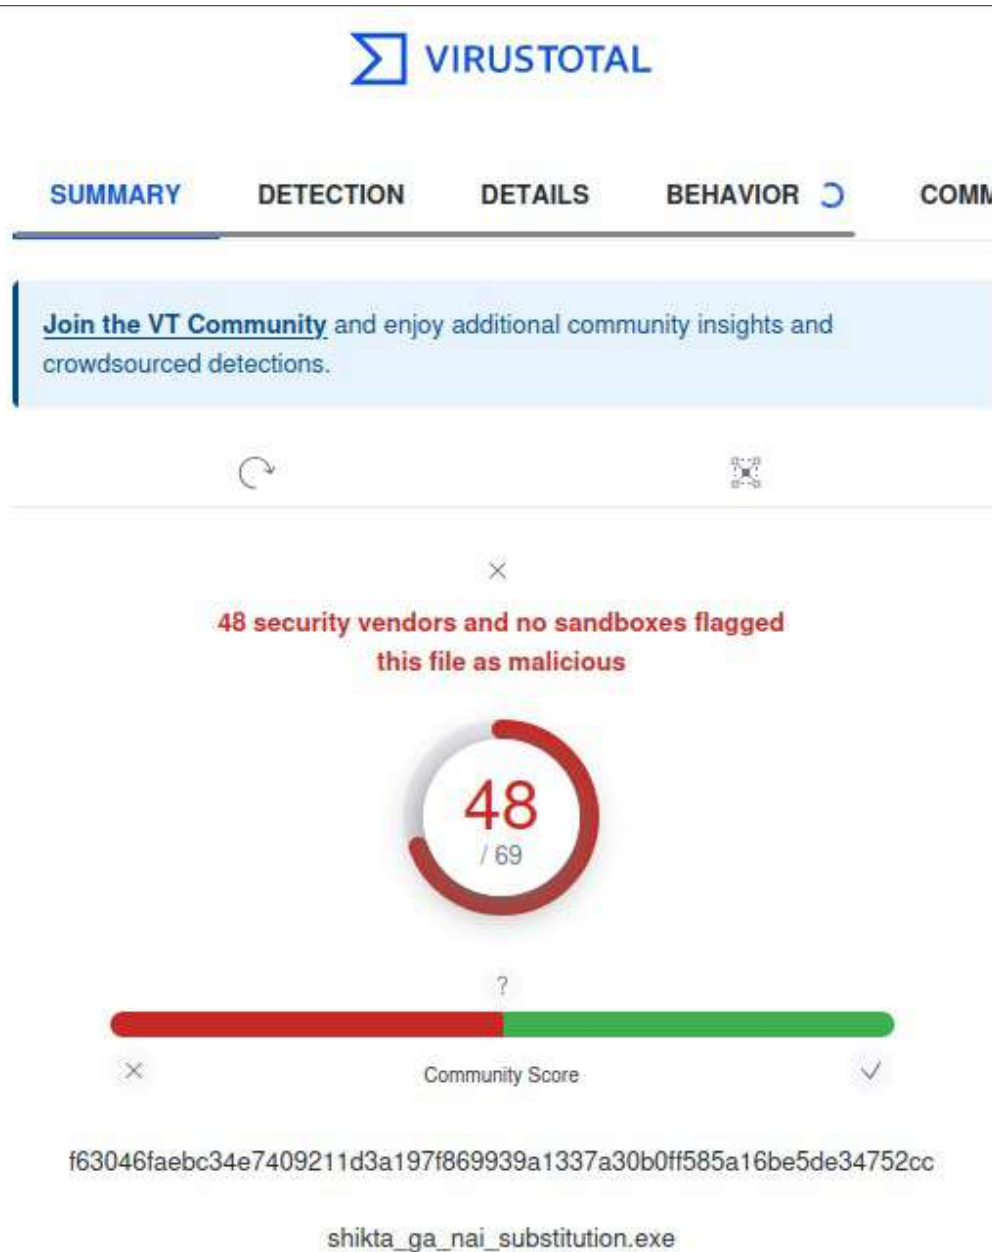 VIRUSTOTAL
SUMMARY DETECTION DETAILS BEHAVIOR COMM
Join the VT Community and enjoy additional community insights and
crowdsourced detections.
48 security vendors and no sandboxes flagged
this file as malicious
48
/ 69
?
Community Score
f63046faebc34e7409211d3a197f869939a1337a30b0ff585a16be5de34752cc
shikta_ga_nai_substitution.exe